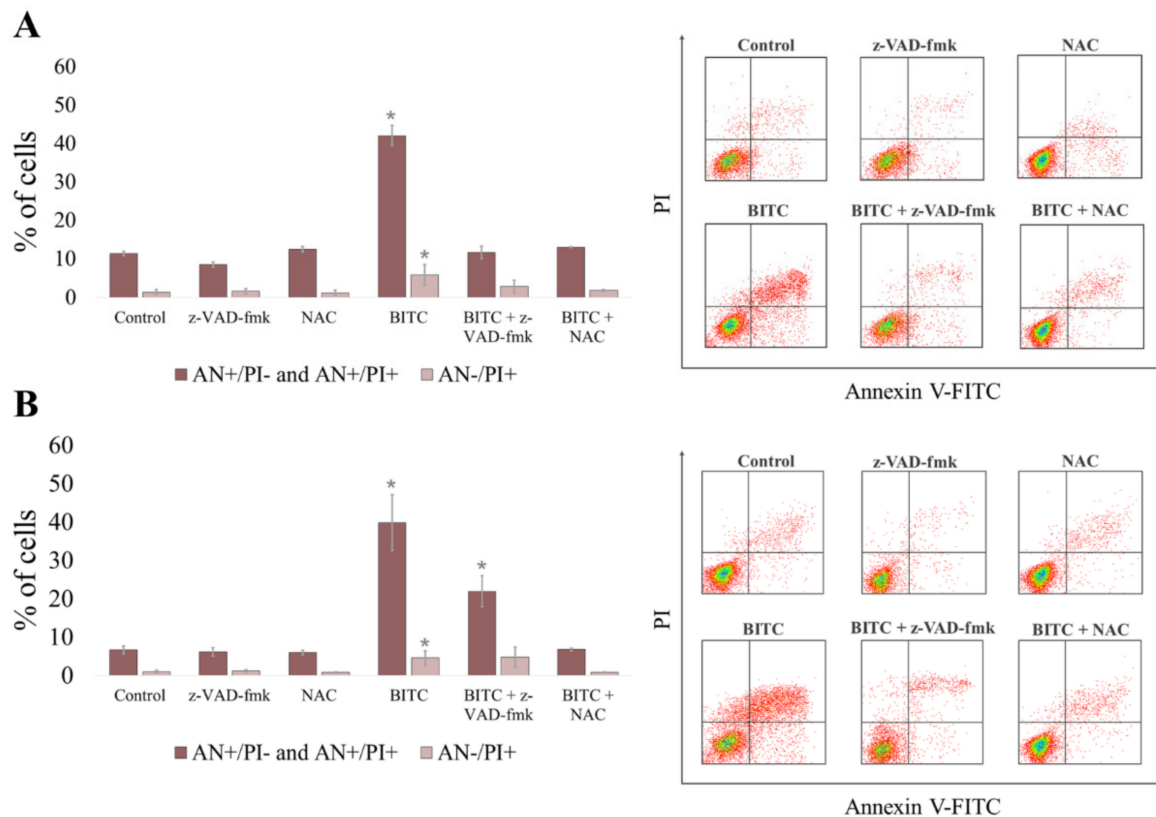 A
% of cells
60
50
40
30
20
10
0
*
*
Control
z-VAD-fmk
NAC
BITC
BITC + z-
VAD-fmk
BITC +
NAC
AN+/PI- and AN+/PI+
AN-/PI+
Control
z-VAD-fmk
NAC
PI
BITC
BITC + z-VAD-fmk
BITC + NAC
Annexin V-FITC
B
% of cells
60
50
40
30
20
10
0
*
*
*
Control
z-VAD-fmk
NAC
BITC
BITC + z-
VAD-fmk
BITC +
NAC
AN+/PI- and AN+/PI+
AN-/PI+
Control
z-VAD-fmk
NAC
PI
BITC
BITC + z-VAD-fmk
BITC + NAC
Annexin V-FITC